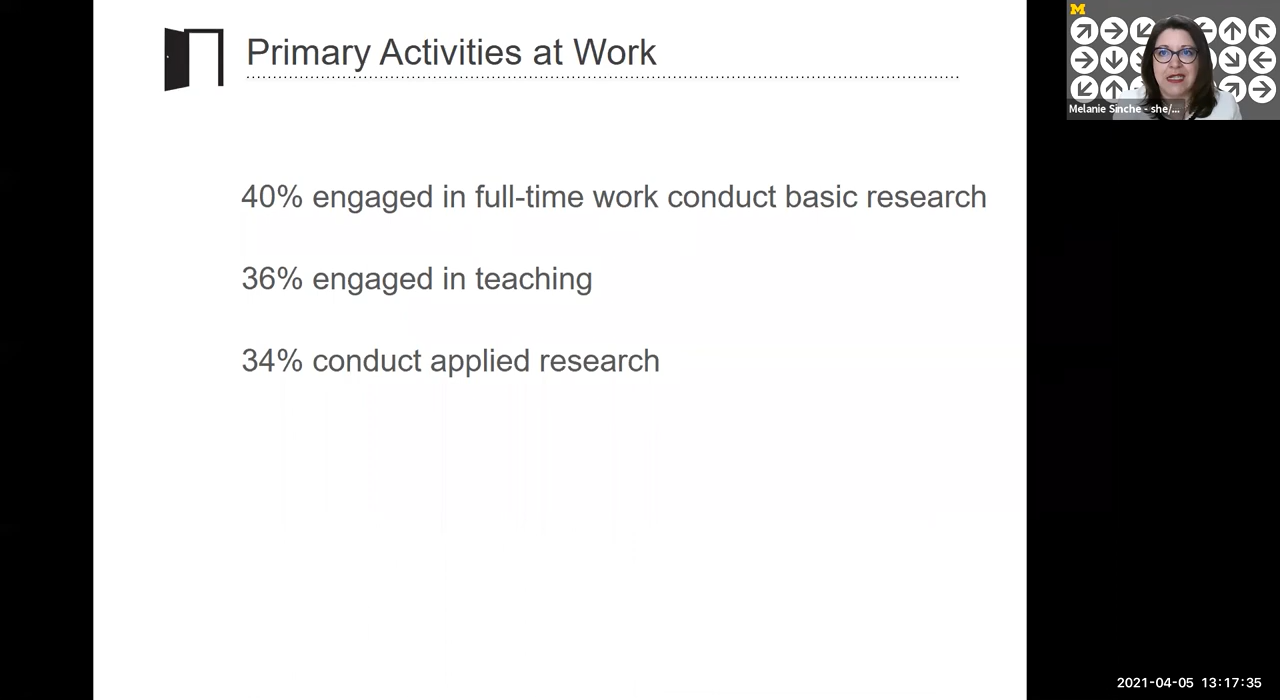 Primary Activities at Work
40% engaged in full-time work conduct basic research
36% engaged in teaching
34% conduct applied research
M
Melanie Sinche - she/...
2021-04-05 13:17:35